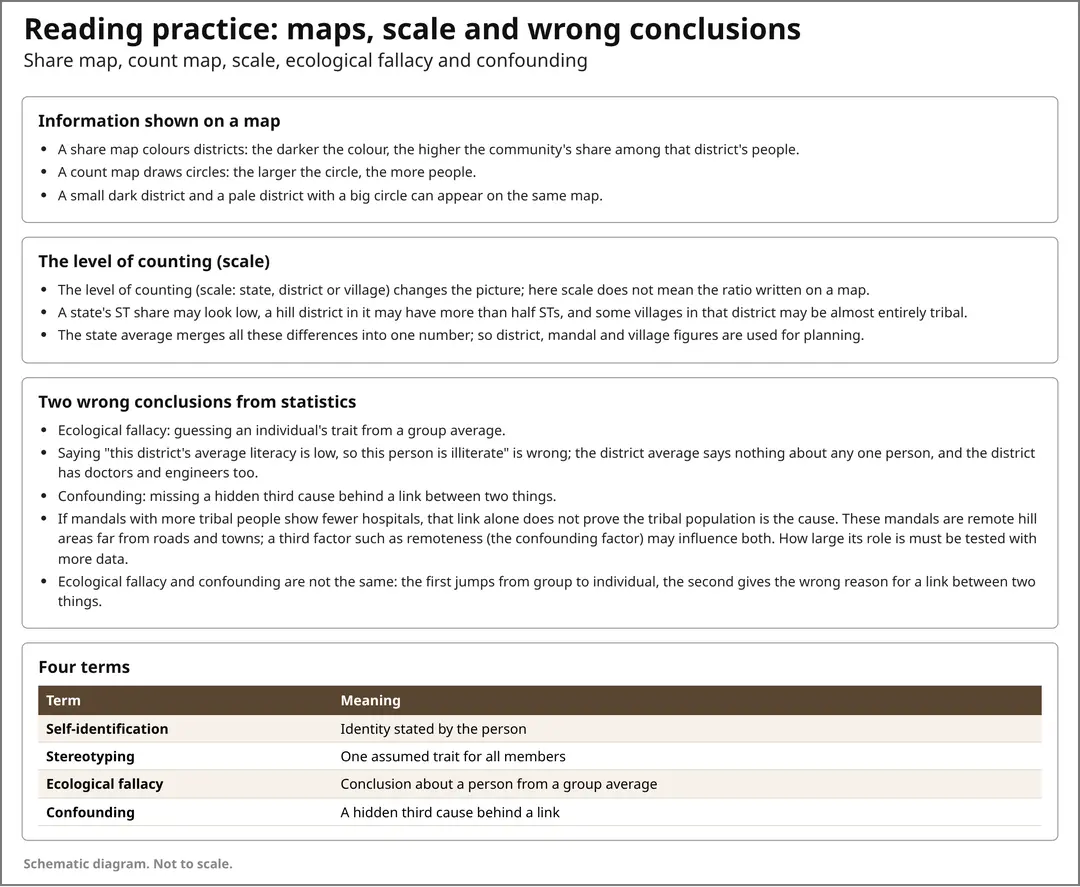 Reading practice: maps, scale and wrong conclusions
Share map, count map, scale, ecological fallacy and confounding
Information shown on a map
• A share map colours districts: the darker the colour, the higher the community's share among that district's people.
• A count map draws circles: the larger the circle, the more people.
• A small dark district and a pale district with a big circle can appear on the same map.
The level of counting (scale)
• The level of counting (scale: state, district or village) changes the picture; here scale does not mean the ratio written on a map.
• A state's ST share may look low, a hill district in it may have more than half STs, and some villages in that district may be almost entirely tribal.
• The state average merges all these differences into one number; so district, mandal and village figures are used for planning.
Two wrong conclusions from statistics
• Ecological fallacy: guessing an individual's trait from a group average.
• Saying "this district's average literacy is low, so this person is illiterate" is wrong; the district average says nothing about any one person, and the district
has doctors and engineers too.
• Confounding: missing a hidden third cause behind a link between two things.
• If mandals with more tribal people show fewer hospitals, that link alone does not prove the tribal population is the cause. These mandals are remote hill
areas far from roads and towns; a third factor such as remoteness (the confounding factor) may influence both. How large its role is must be tested with
more data.
• Ecological fallacy and confounding are not the same: the first jumps from group to individual, the second gives the wrong reason for a link between two
things.
Four terms
Term Meaning
Self-identification Identity stated by the person
Stereotyping One assumed trait for all members
Ecological fallacy Conclusion about a person from a group average
Confounding A hidden third cause behind a link
Schematic diagram. Not to scale.